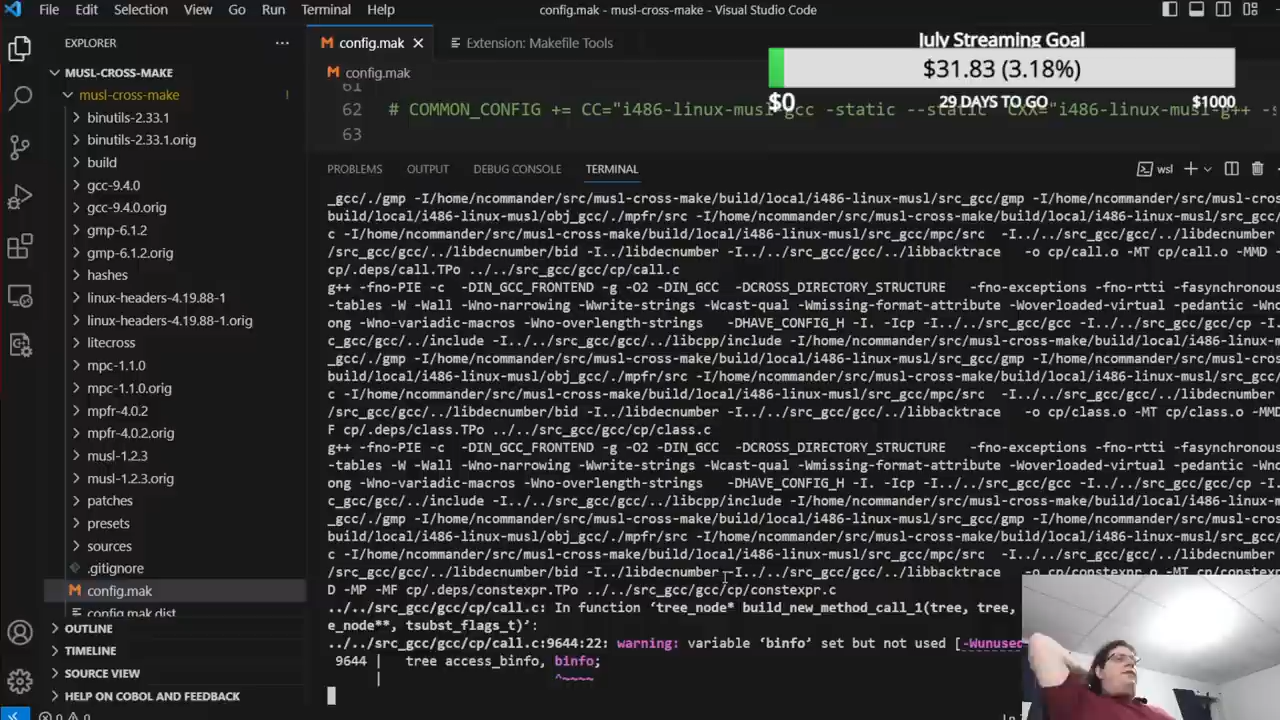 File Edit Selection View Go Run Terminal Help
config.mak - musl-cross-make - Visual Studio Code
EXPLORER
MUSL-CROSS-MAKE
musl-cross-make !
binutils-2.33.1
binutils-2.33.1.orig
build
gcc-9.4.0
gcc-9.4.0.orig
gmp-6.1.2
gmp-6.1.2.orig
hashes
linux-headers-4.19.88-1
linux-headers-4.19.88-1.orig
litecross
mpc-1.1.0
mpc-1.1.0.orig
mpfr-4.0.2
mpfr-4.0.2.orig
musl-1.2.3
musl-1.2.3.orig
patches
presets
sources
.gitignore
config.mak
config.mak.dist
OUTLINE
TIMELINE
SOURCE VIEW
HEX AND COBOL AND FOOTPRINT
config.mak
Extension: Makefile Tools
config.mak
July Streaming Goal
$31.83 (3.18%)
$0 29 DAYS TO GO $1000
61
62 # COMMON_CONFIG += CC="i486-linux-musl-gcc -static --static" CXX="i486-linux-musl-g++ -s
63
PROBLEMS OUTPUT DEBUG CONSOLE TERMINAL
wsl
_gcc/./gmp -I/home/ncommander/src/musl-cross-make/build/local/i486-linux-musl/src_gcc/gmp -I/home/ncommander/src/musl-cross-make/
build/local/i486-linux-musl/obj_gcc/./mpfr/src -I/home/ncommander/src/musl-cross-make/build/local/i486-linux-musl/src_gcc/mpfr/sr
c -I/home/ncommander/src/musl-cross-make/build/local/i486-linux-musl/src_gcc/mpc/src -I../../src_gcc/gcc/../libdecnumber
/src_gcc/gcc/../libdecnumber/bid -I../libdecnumber -I../../src_gcc/gcc/../libbacktrace -o cp/call.o -MT cp/call.o -MMD
cp/.deps/call.TPo ../../src_gcc/gcc/cp/call.c
g++ -fno-PIE -c -DIN_GCC_FRONTEND -g -O2 -DIN_GCC -DCROSS_DIRECTORY_STRUCTURE -fno-exceptions -fno-rtti -fasynchronous
-tables -W -Wall -Wno-narrowing -Wwrite-strings -Wcast-qual -Wmissing-format-attribute -Woverloaded-virtual -pedantic -Wno
ong -Wno-variadic-macros -Wno-overlength-strings -DHAVE_CONFIG_H -I. -Icp -I../../src_gcc/gcc -I../../src_gcc/gcc/cp -I
c_gcc/gcc/../include -I../../src_gcc/gcc/../libcpp/include -I/home/ncommander/src/musl-cross-make/build/local/i486-linux-m
_gcc/./gmp -I/home/ncommander/src/musl-cross-make/build/local/i486-linux-musl/src_gcc/gmp -I/home/ncommander/src/musl-cros
build/local/i486-linux-musl/obj_gcc/./mpfr/src -I/home/ncommander/src/musl-cross-make/build/local/i486-linux-musl/src_gcc/
c -I/home/ncommander/src/musl-cross-make/build/local/i486-linux-musl/src_gcc/mpc/src -I../../src_gcc/gcc/../libdecnumber
/src_gcc/gcc/../libdecnumber/bid -I../libdecnumber -I../../src_gcc/gcc/../libbacktrace -o cp/class.o -MT cp/class.o -MMD
F cp/.deps/class.TPo ../../src_gcc/gcc/cp/class.c
g++ -fno-PIE -c -DIN_GCC_FRONTEND -g -O2 -DIN_GCC -DCROSS_DIRECTORY_STRUCTURE -fno-exceptions -fno-rtti -fasynchronous
-tables -W -Wall -Wno-narrowing -Wwrite-strings -Wcast-qual -Wmissing-format-attribute -Woverloaded-virtual -pedantic -Wno
ong -Wno-variadic-macros -Wno-overlength-strings -DHAVE_CONFIG_H -I. -Icp -I../../src_gcc/gcc -I../../src_gcc/gcc/cp -I
c_gcc/gcc/../include -I../../src_gcc/gcc/../libcpp/include -I/home/ncommander/src/musl-cross-make/build/local/i486-linux-m
_gcc/./gmp -I/home/ncommander/src/musl-cross-make/build/local/i486-linux-musl/src_gcc/gmp -I/home/ncommander/src/musl-cros
build/local/i486-linux-musl/obj_gcc/./mpfr/src -I/home/ncommander/src/musl-cross-make/build/local/i486-linux-musl/src_gcc/
c -I/home/ncommander/src/musl-cross-make/build/local/i486-linux-musl/src_gcc/mpc/src -I../../src_gcc/gcc/../libdecnumber
/src_gcc/gcc/../libdecnumber/bid -I../libdecnumber -I../../src_gcc/gcc/../libbacktrace -o cp/constexpr.o -MT cp/constexpr.o
D -MP -MF cp/.deps/constexpr.TPo ../../src_gcc/gcc/cp/constexpr.c
../../src_gcc/gcc/cp/call.c: In function ‘tree_node* build_new_method_call_1(tree, tree,
e_node**, tsubst_flags_t)’:
../../src_gcc/gcc/cp/call.c:9644:22: warning: variable ‘binfo’ set but not used [-Wunused
9644 | tree access_binfo, binfo;
| ^~~~~